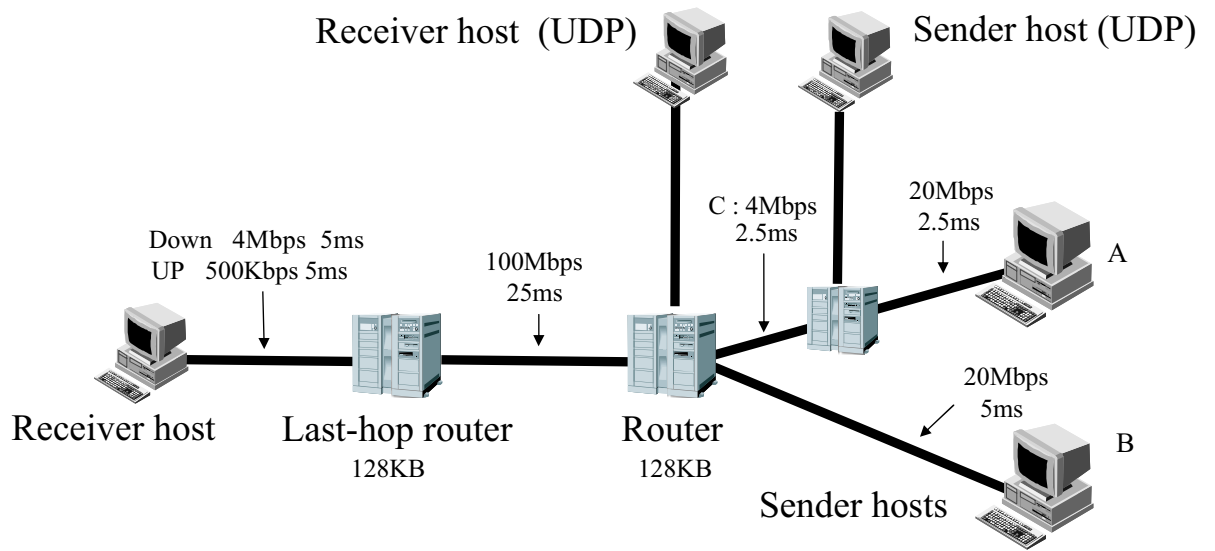 Receiver host (UDP)
Sender host (UDP)
C : 4Mbps
2.5ms
20Mbps
2.5ms
A
Down 4Mbps 5ms
UP 500Kbps 5ms
100Mbps
25ms
20Mbps
5ms
B
Receiver host
Last-hop router
128KB
Router
128KB
Sender hosts